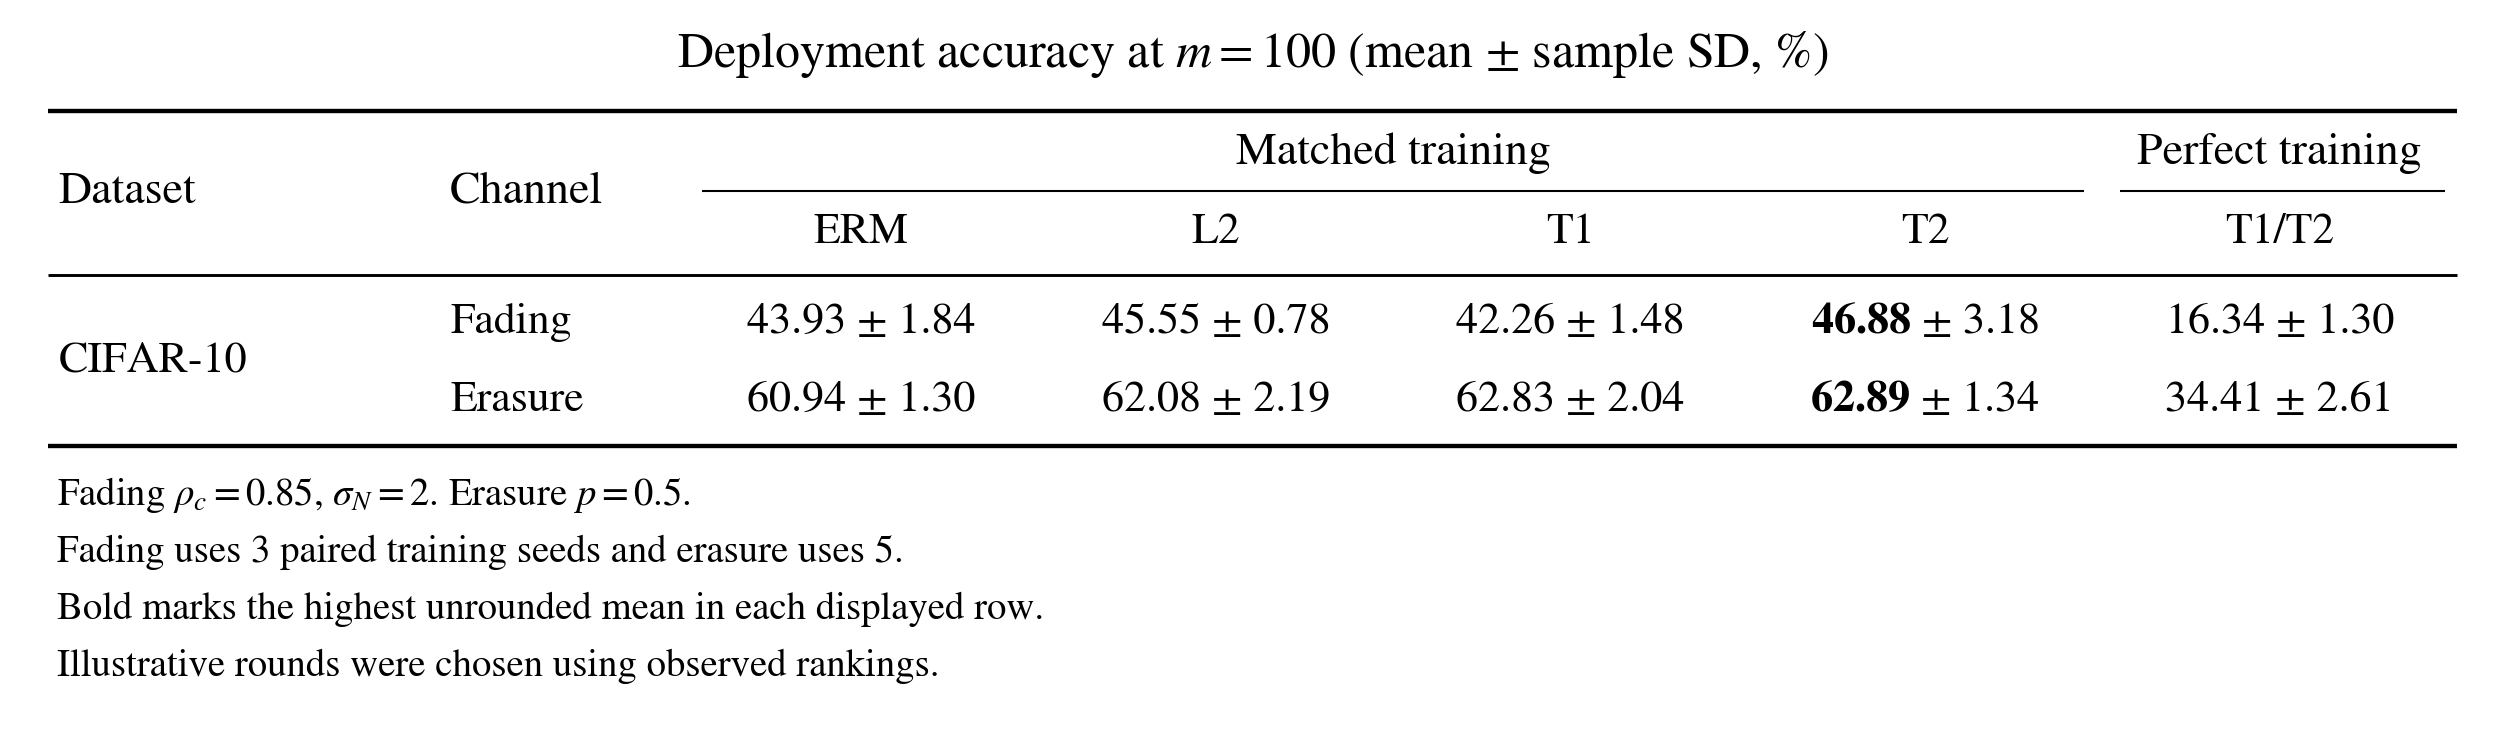 Deployment accuracy at m = 100 (mean ± sample SD, %)
Dataset Channel Matched training Perfect training
ERM L2 T1 T2 T1/T2
CIFAR-10
Fading 43.93 ± 1.84 45.55 ± 0.78 42.26 ± 1.48 46.88 ± 3.18 16.34 ± 1.30
Erasure 60.94 ± 1.30 62.08 ± 2.19 62.83 ± 2.04 62.89 ± 1.34 34.41 ± 2.61
Fading ρc = 0.85, σN = 2. Erasure p = 0.5.
Fading uses 3 paired training seeds and erasure uses 5.
Bold marks the highest unrounded mean in each displayed row.
Illustrative rounds were chosen using observed rankings.